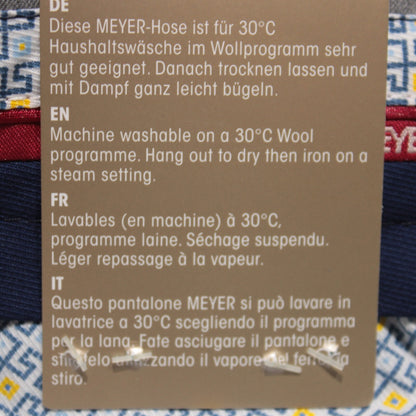 DE
Diese MEYER-Hose ist für 30°C
Haushaltswäsche im Wollprogramm sehr
gut geeignet. Danach trocknen lassen und
mit Dampf ganz leicht bügeln.
EN
Machine washable on a 30°C Wool
programme. Hang out to dry then iron on a
steam setting.
FR
Lavables (en machine) à 30°C,
programme laine. Séchage suspendu.
Léger repassage à la vapeur.
IT
Questo pantalone MEYER si può lavare in
lavatrice a 30°C scegliendo il programma
per la lana. Fate asciugare il pantalone e
utilizzando il vapore del
stiro.